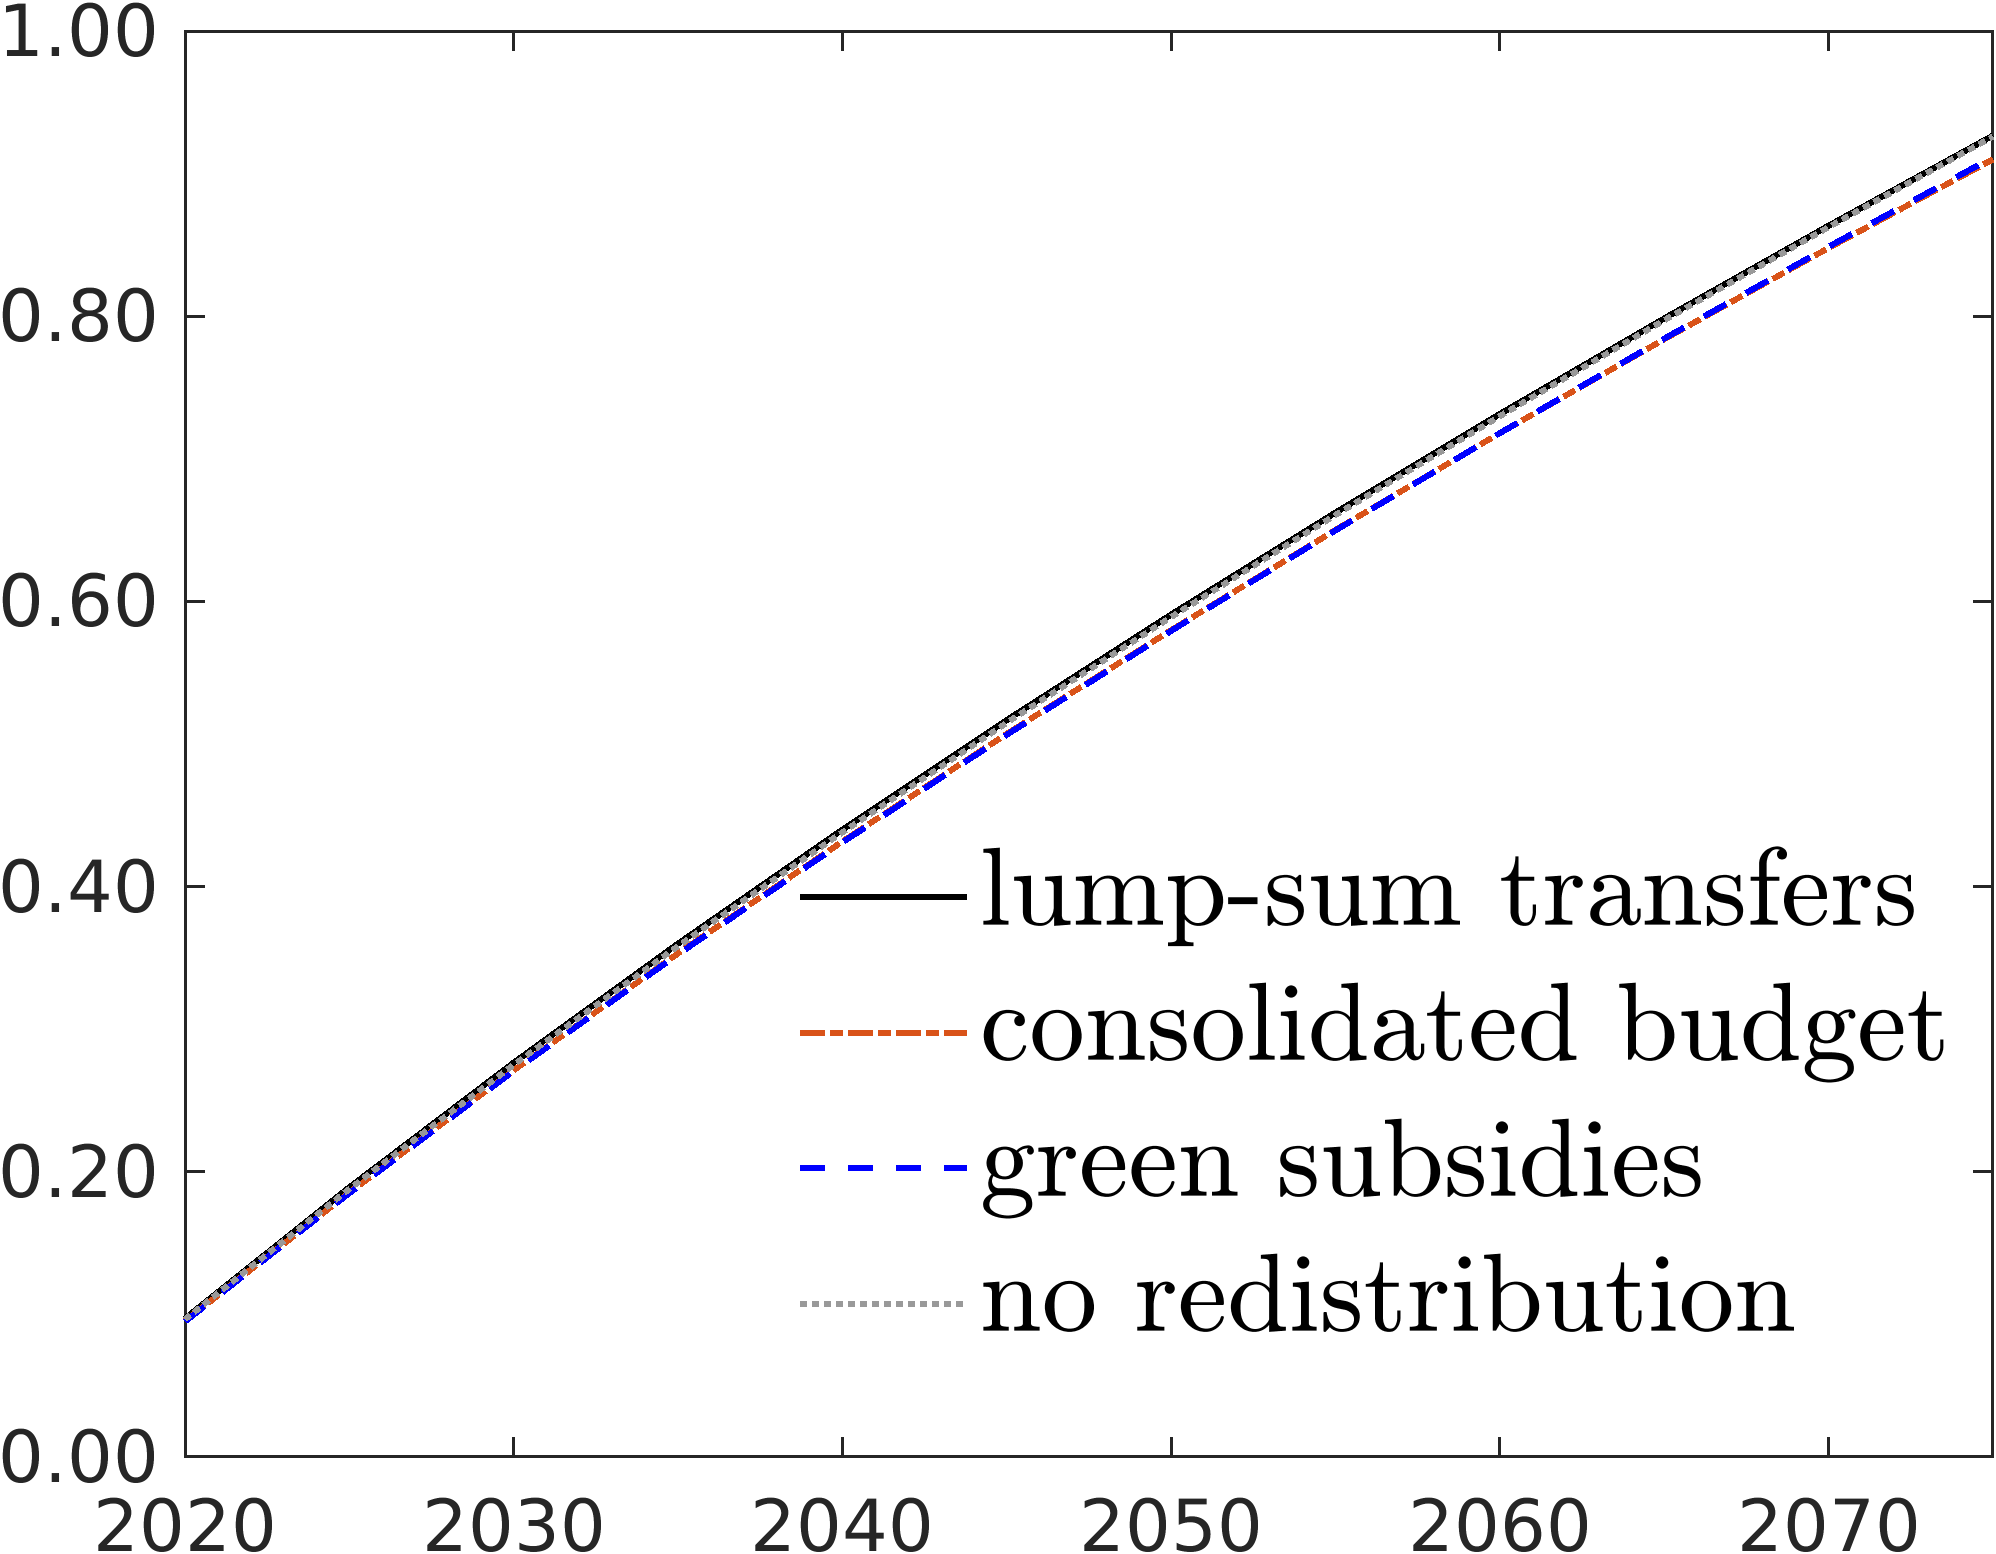 1.00
0.80
0.60
0.40
0.20
0.00
lump-sum transfers
consolidated budget
green subsidies
no redistribution
2020 2030 2040 2050 2060 2070